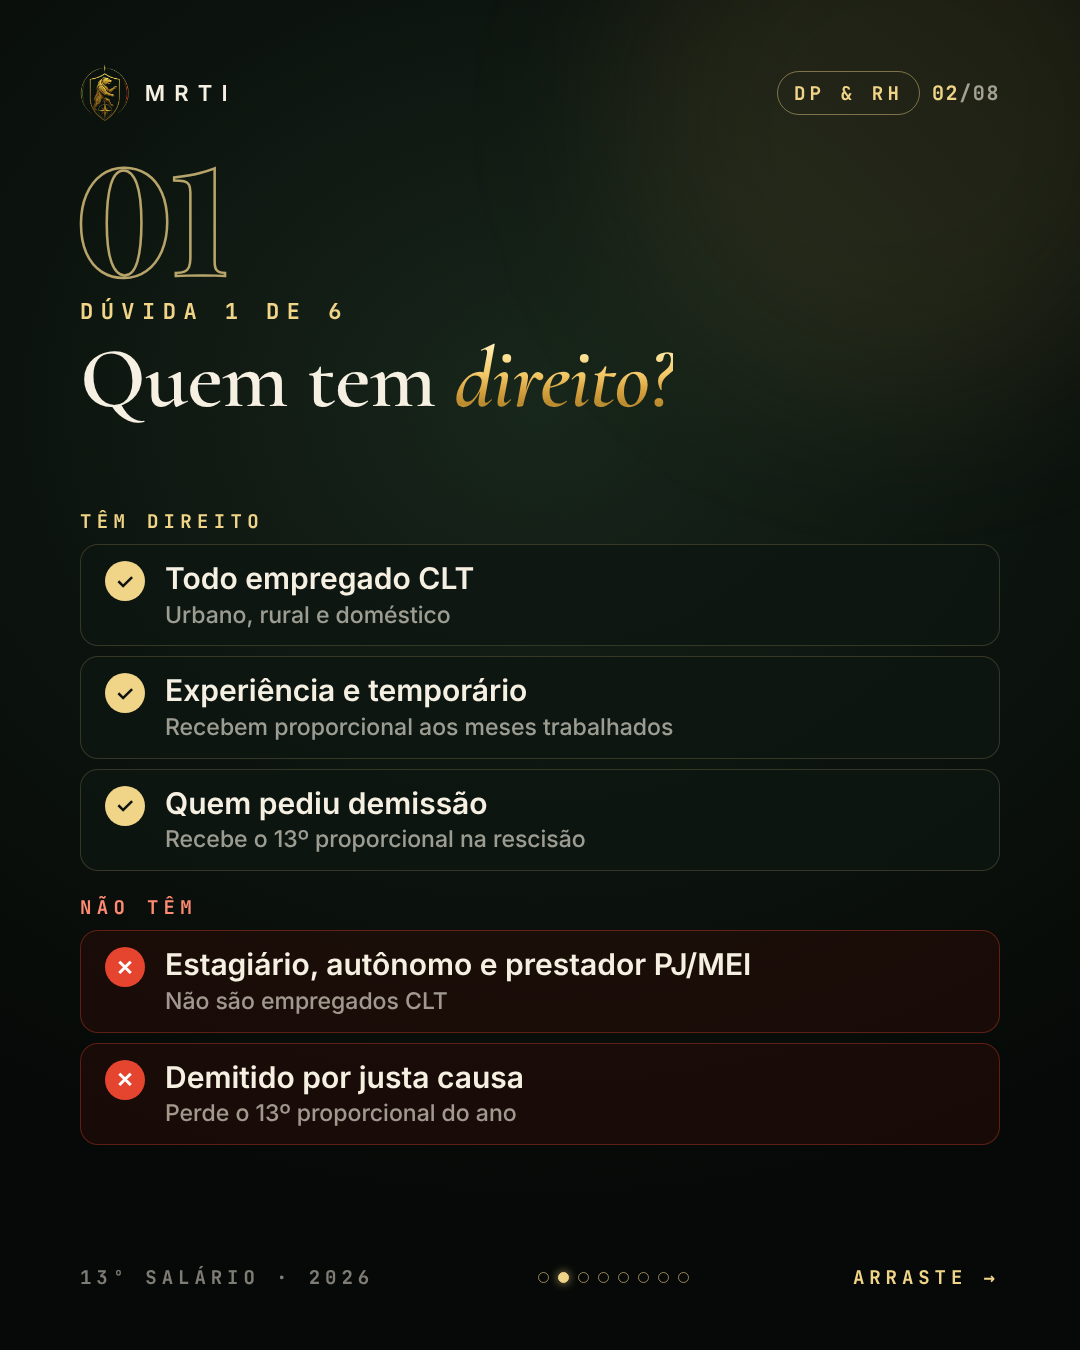 MRTI
DP & RH 02/08
01
DÚVIDA 1 DE 6
Quem tem direito?
TÊM DIREITO
Todo empregado CLT
Urbano, rural e doméstico
Experiência e temporário
Recebem proporcional aos meses trabalhados
Quem pediu demissão
Recebe o 13º proporcional na rescisão
NÃO TÊM
Estagiário, autônomo e prestador PJ/MEI
Não são empregados CLT
Demitido por justa causa
Perde o 13º proporcional do ano
13° SALÁRIO · 2026
ARRASTE →